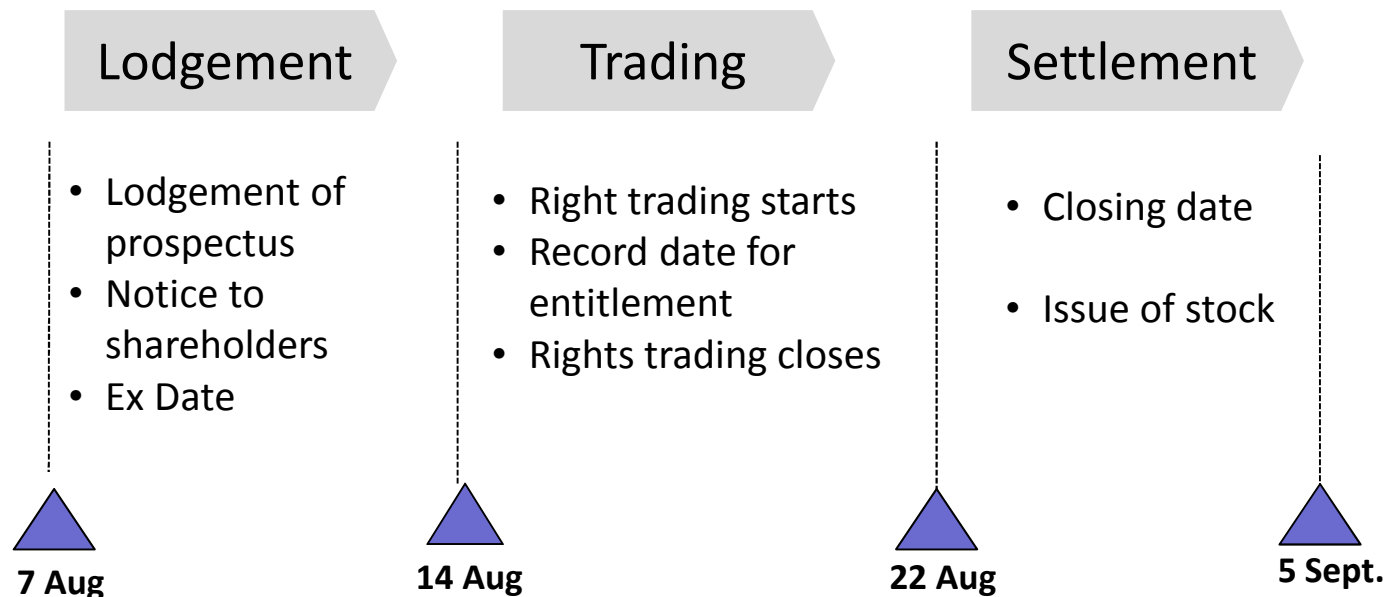 Lodgement
Trading
Settlement
• Lodgement of
prospectus
• Notice to
shareholders
• Ex Date
• Right trading starts
• Record date for
entitlement
• Rights trading closes
• Closing date
• Issue of stock
7 Aug
14 Aug
22 Aug
5 Sept.